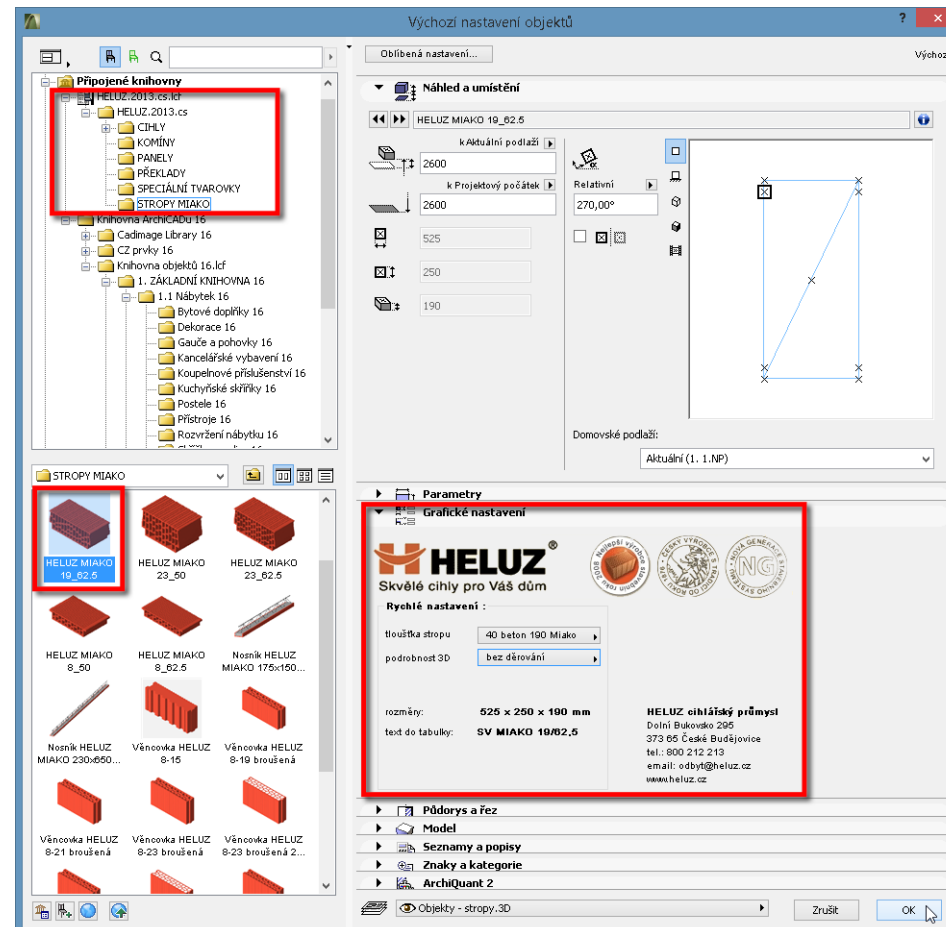 Výchozí nastavení objektů
?
×
Oblíbená nastavení...
Výchoz
Připojené knihovny
HELUZ.2013.cs.lcf
HELUZ.2013.cs
CIHLY
KOMÍNY
PANELY
PŘEKLADY
SPECIÁLNÍ TVAROVKY
STROPY MIAKO
Knihovna ArchiCADu 16
Cadimage Library 16
CZ prvky 16
Knihovna objektů 16.lcf
1. ZÁKLADNÍ KNIHOVNA 16
1.1 Nábytek 16
Bytové doplňky 16
Dekorace 16
Gauče a pohovky 16
Kancelářské vybavení 16
Koupelnové příslušenství 16
Kuchyňské skříňky 16
Postele 16
Přístroje 16
Rozvržení nábytku 16
STROPY MIAKO
HELUZ MIAKO
19_62.5
HELUZ MIAKO
23_50
HELUZ MIAKO
23_62.5
HELUZ MIAKO
8_50
HELUZ MIAKO
8_62.5
Nosník HELUZ
MIAKO 175x150...
Nosník HELUZ
MIAKO 230x650...
Věncovka HELUZ
8-15
Věncovka HELUZ
8-19 broušená
Věncovka HELUZ
8-21 broušená
Věncovka HELUZ
8-23 broušená
Věncovka HELUZ
8-23 broušená 2...
Náhled a umístění
HELUZ MIAKO 19_62.5
k Aktuální podlaží
2600
k Projektový počátek
2600
525
250
190
Relativní
270,00°
Domovské podlaží:
Aktuální (1. 1.NP)
Parametry
Grafické nastavení
HELUZ®
Skvělé cihly pro Váš dům
Rychlé nastavení :
tloušťka stropu
40 beton 190 Miako
podrobnost 3D
bez děrování
rozměry:
525 x 250 x 190 mm
text do tabulky:
SV MIAKO 19/62,5
NG
HELUZ cihlářský průmysl
Dolní Bukovsko 295
373 65 České Budějovice
tel.: 800 212 213
email: odbyt@heluz.cz
www.heluz.cz
Půdorys a řez
Model
Seznamy a popisy
Znaky a kategorie
ArchiQuant 2
Objekty - stropy.3D
Zrušit
OK